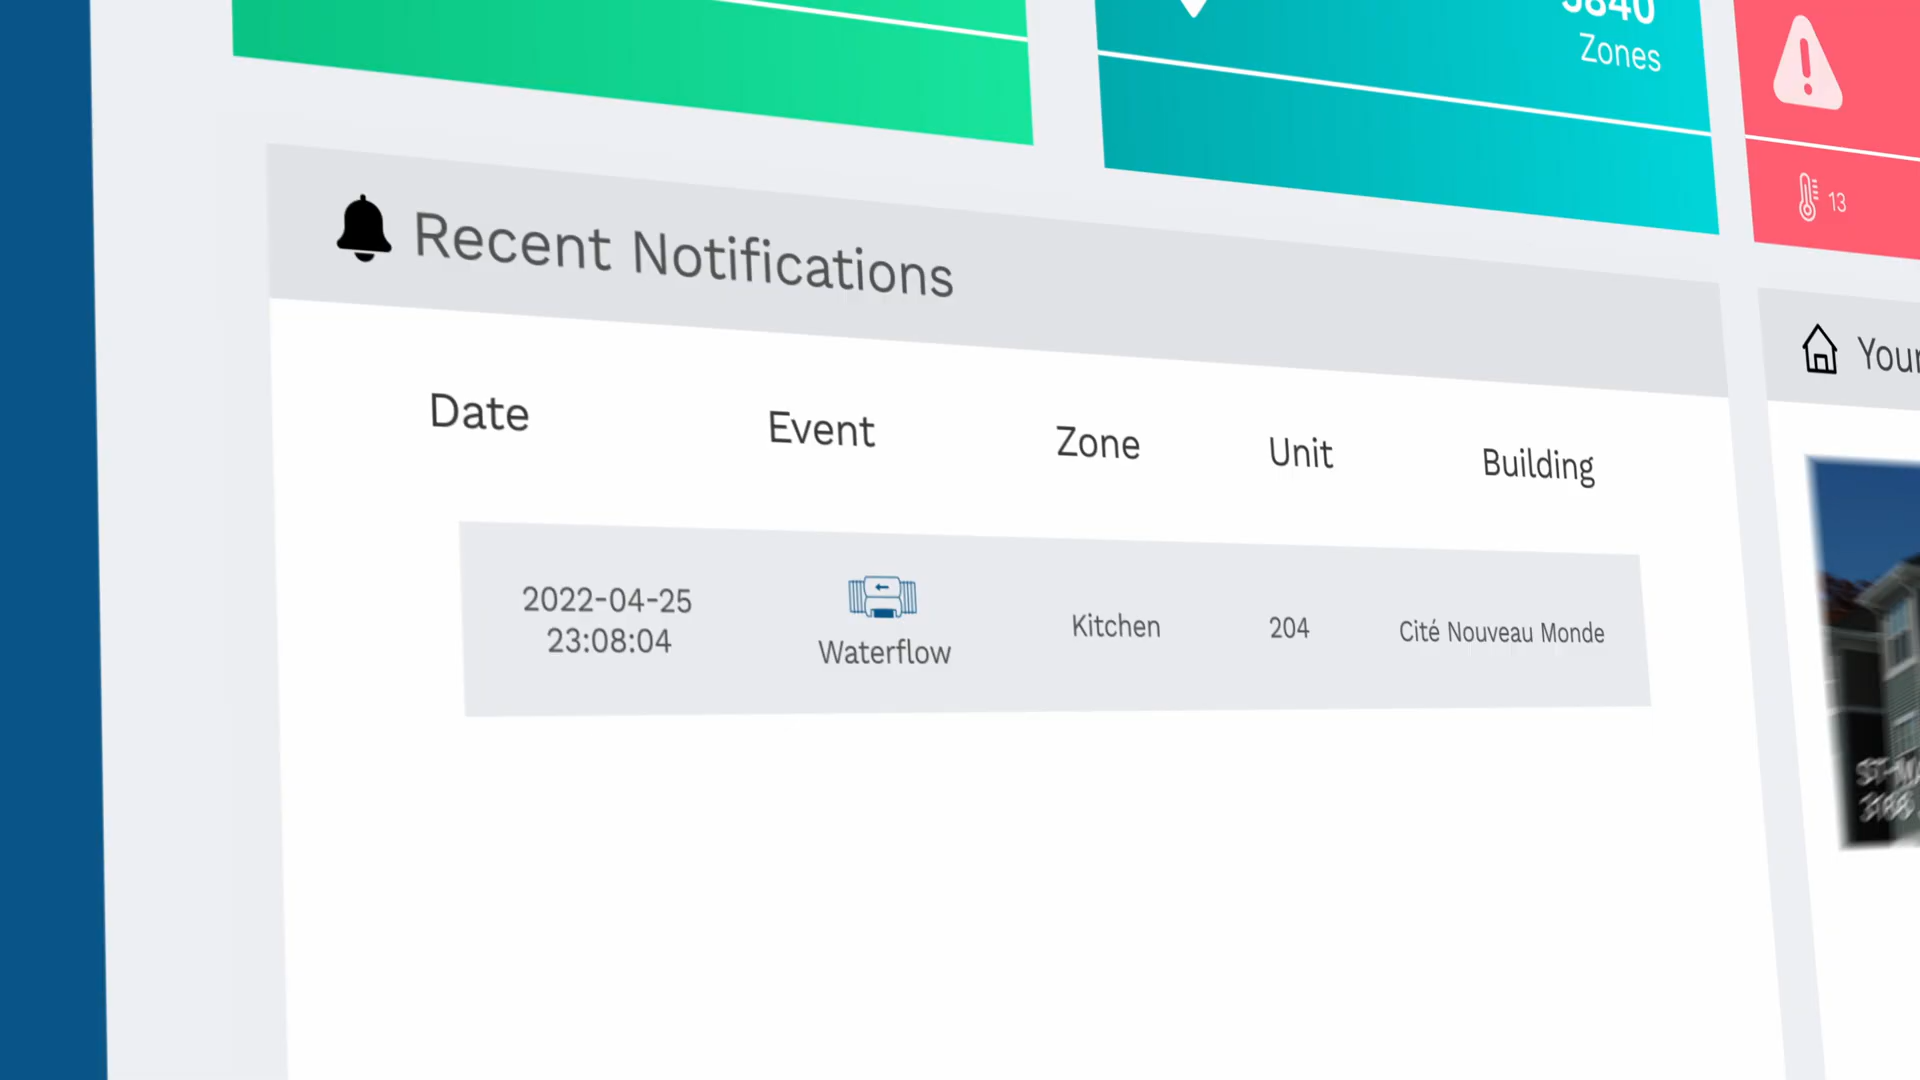 Zones
13
Recent Notifications
Date Event Zone Unit Building
2022-04-25
23:08:04
Waterflow
Kitchen
204
Cité Nouveau Monde